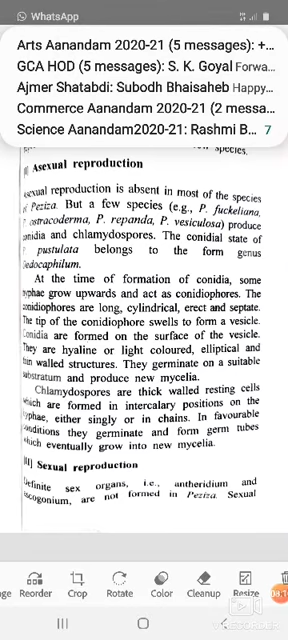 WhatsApp
Arts Aanandam 2020-21 (5 messages): +...
GCA HOD (5 messages): S. K. Goyal Forwa...
Ajmer Shatabdi: Subodh Bhaisaheb Happy...
Commerce Aanandam 2020-21 (2 messa...
Science Aanandam2020-21: Rashmi B... 7
species.
Asexual reproduction
Asexual reproduction is absent in most of the species
of Peziza. But a few species (e.g., P. fuckeliana,
P. ostracoderma, P. repanda, P. vesiculosa) produce
conidia and chlamydospores. The conidial state of
P. pustulata belongs to the form genus
Oedocaphilum.
At the time of formation of conidia, some
hyphae grow upwards and act as conidiophores. The
conidiophores are long, cylindrical, erect and septate.
The tip of the conidiophore swells to form a vesicle.
Conidia are formed on the surface of the vesicle.
They are hyaline or light coloured, elliptical and
thin walled structures. They germinate on a suitable
substratum and produce new mycelia.
Chlamydospores are thick walled resting cells
which are formed in intercalary positions on the
hyphae, either singly or in chains. In favourable
conditions they germinate and form germ tubes
which eventually grow into new mycelium.
Sexual reproduction
Definite sex organs, i.e., antheridium and
ascogonium, are not formed in Peziza. Sexual
ge Reorder Crop Rotate Color Cleanup Resize
RECORDER